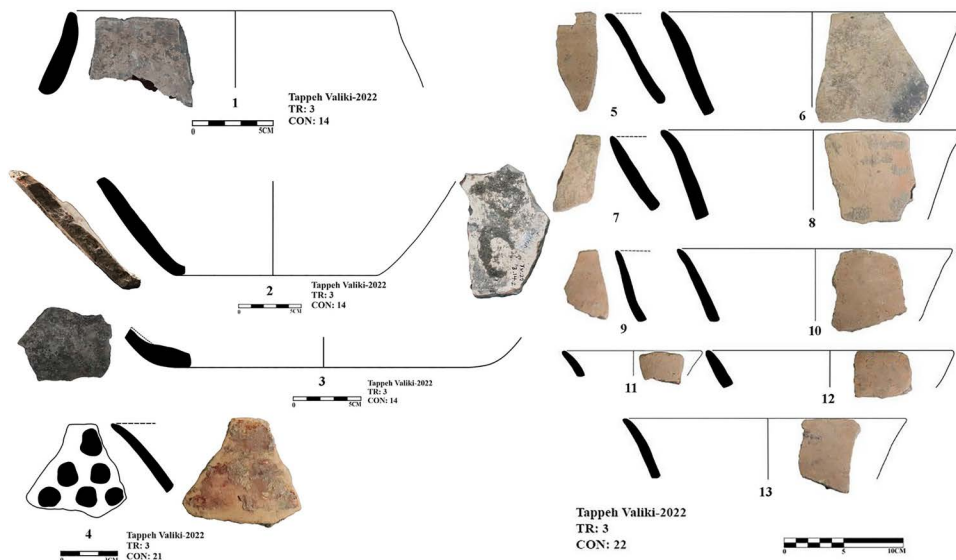 1
Tappeh Valiki-2022
TR: 3
CON: 14
0 5CM
2
Tappeh Valiki-2022
TR: 3
CON: 14
0 5CM
3
Tappeh Valiki-2022
TR: 3
CON: 14
0 5CM
4
Tappeh Valiki-2022
TR: 3
CON: 21
5
6
7
8
9
10
11
12
13
Tappeh Valiki-2022
TR: 3
CON: 22
0 5 10CM